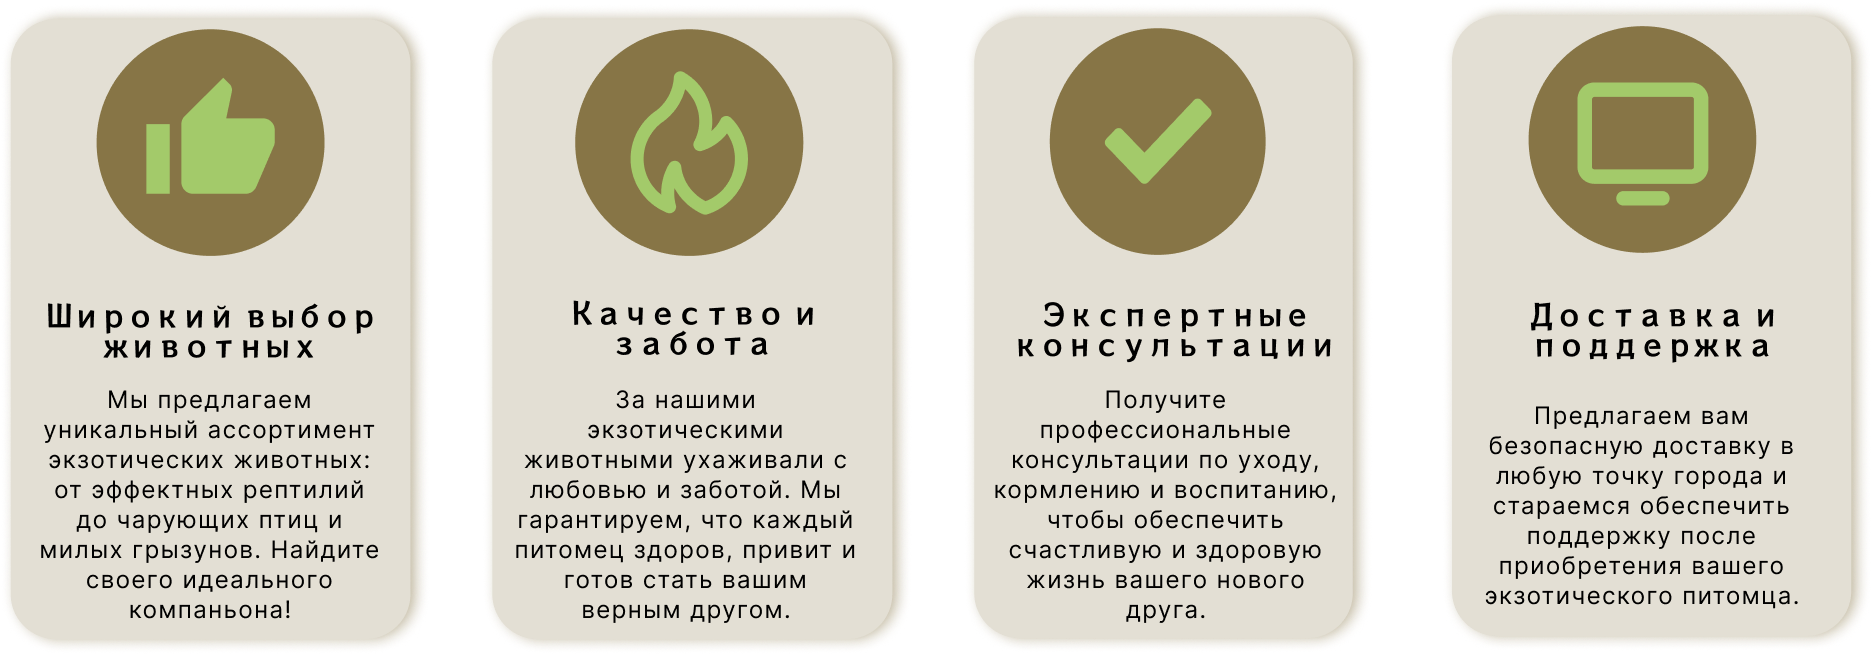 Широкий выбор
животных
Мы предлагаем
уникальный ассортимент
экзотических животных:
от эффектных рептилий
до чарующих птиц и
милых грызунов. Найдите
своего идеального
компаньона!
Качество и
забота
За нашими
экзотическими
животными ухаживали с
любовью и заботой. Мы
гарантируем, что каждый
питомец здоров, привит и
готов стать вашим
верным другом.
Экспертные
консультации
Получите
профессиональные
консультации по уходу,
кормлению и воспитанию,
чтобы обеспечить
счастливую и здоровую
жизнь вашего нового
друга.
Доставка и
поддержка
Предлагаем вам
безопасную доставку в
любую точку города и
стараемся обеспечить
поддержку после
приобретения вашего
экзотического питомца.